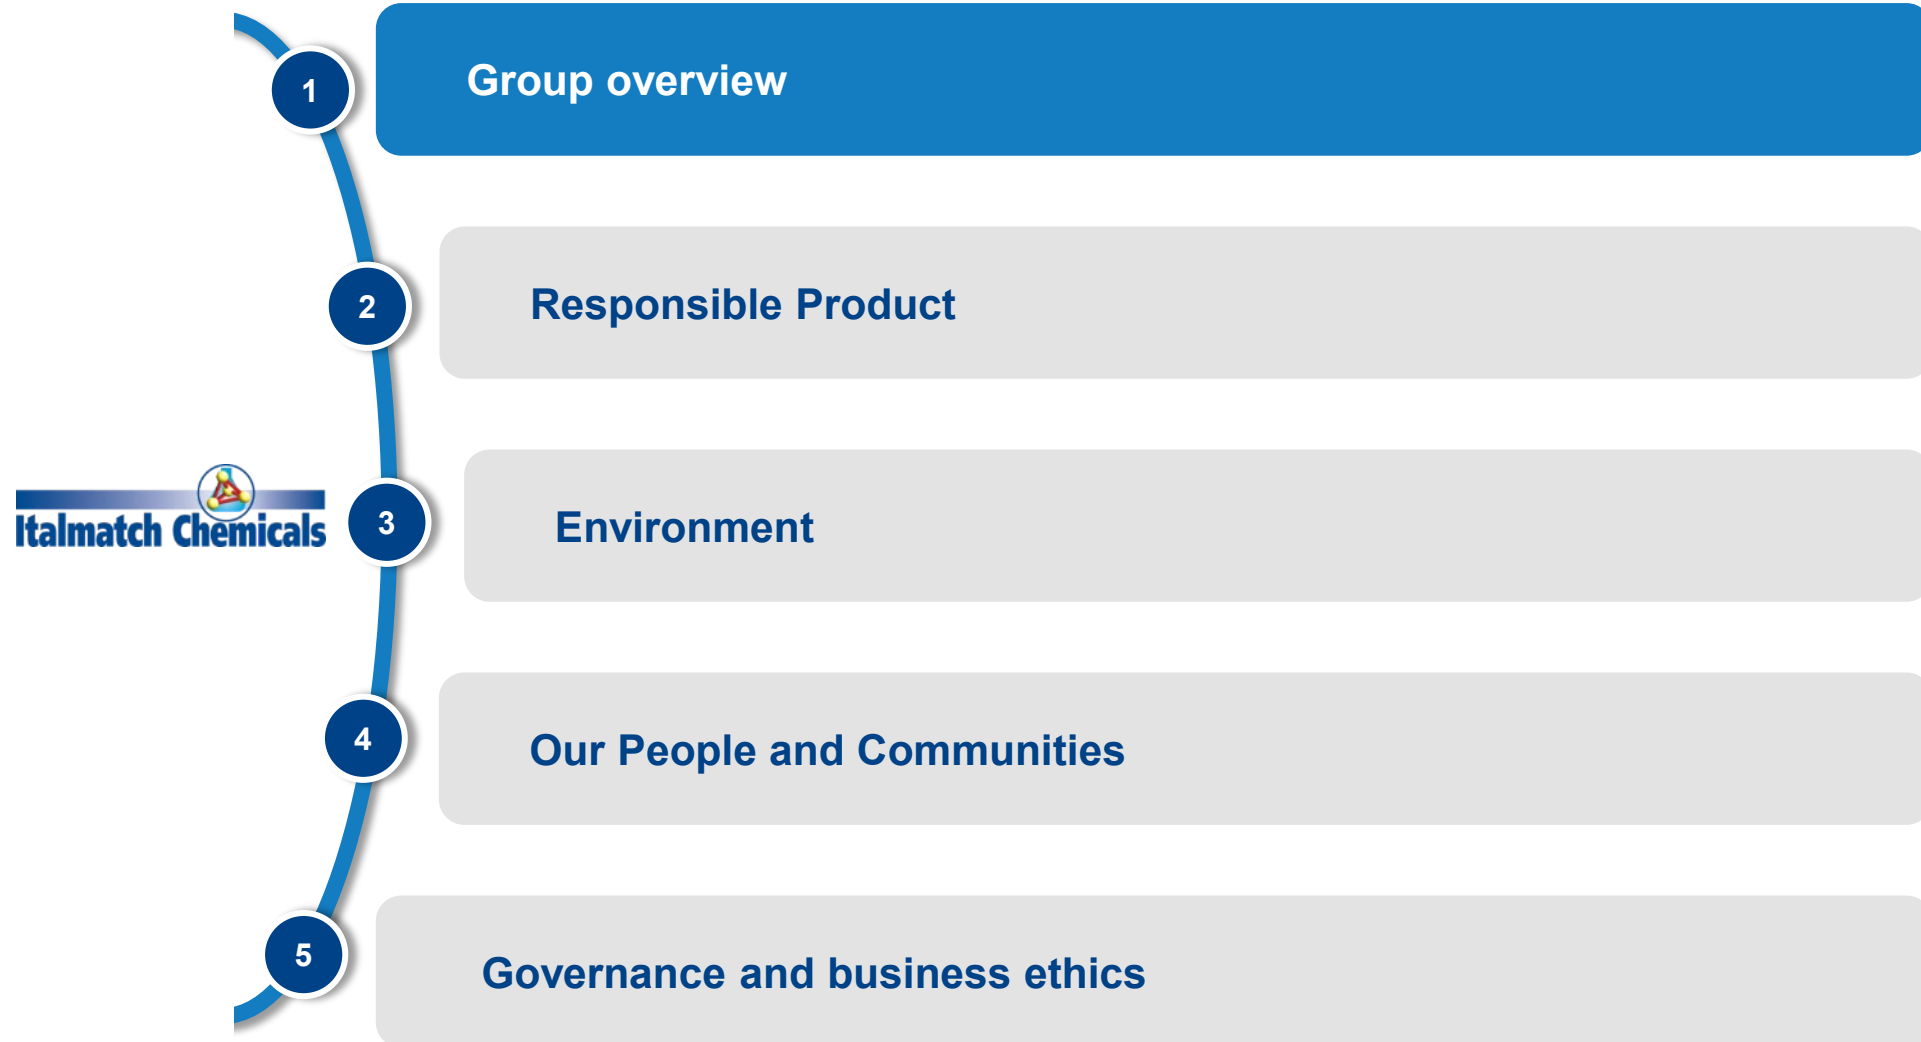 1
Group overview
2
Responsible Product
Italmatch Chemicals
3
Environment
4
Our People and Communities
5
Governance and business ethics